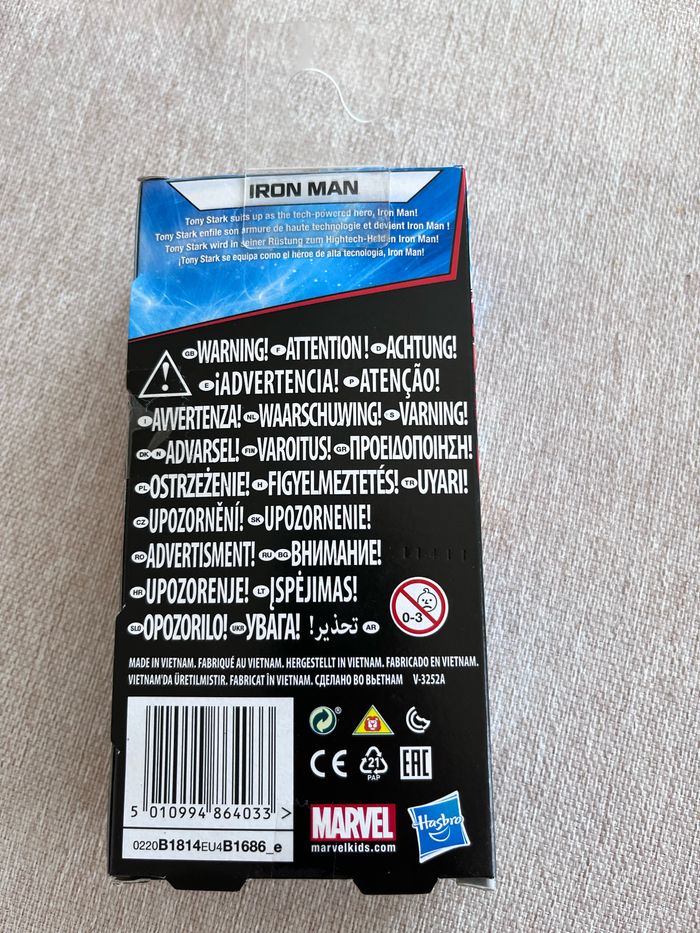 IRON MAN
Tony Stark suits up as the tech-powered hero, Iron Man!
Tony Stark enfile son armure de haute technologie et devient Iron Man !
Tony Stark wird in seiner Rüstung zum Hightech-Helden Iron Man!
¡Tony Stark se equipa como el héroe de alta tecnología, Iron Man!
GB WARNING! F ATTENTION! D ACHTUNG!
E ¡ADVERTENCIA! P ATENÇÃO!
I AVVERTENZA! NL WAARSCHUWING! S VARNING!
DK N ADVARSEL! FIN VAROITUS! GR ΠΡΟΕΙΔΟΠΟΙΗΣΗ!
PL OSTRZEŻENIE! H FIGYELMEZTETÉS! TR UYARI!
CZ UPOZORNĚNÍ! SK UPOZORNENIE!
RO ADVERTISMENT! RU BG ВНИМАНИЕ!
HR UPOZORENJE! LT ĮSPĖJIMAS!
SLO OPOZORILO! UKR УВАГА! تحذير! AR
0-3
MADE IN VIETNAM. FABRIQUÉ AU VIETNAM. HERGESTELLT IN VIETNAM. FABRICADO EN VIETNAM.
VIETNAM'DA ÜRETILMISTIR. FABRICAT ÎN VIETNAM. СДЕЛАНО ВО ВЬЕТНАМ V-3252A
®
CE 21 PAP EAC
5 010994 864033 >
MARVEL
marvelkids.com
Hasbro
0220B1814EU4B1686_e